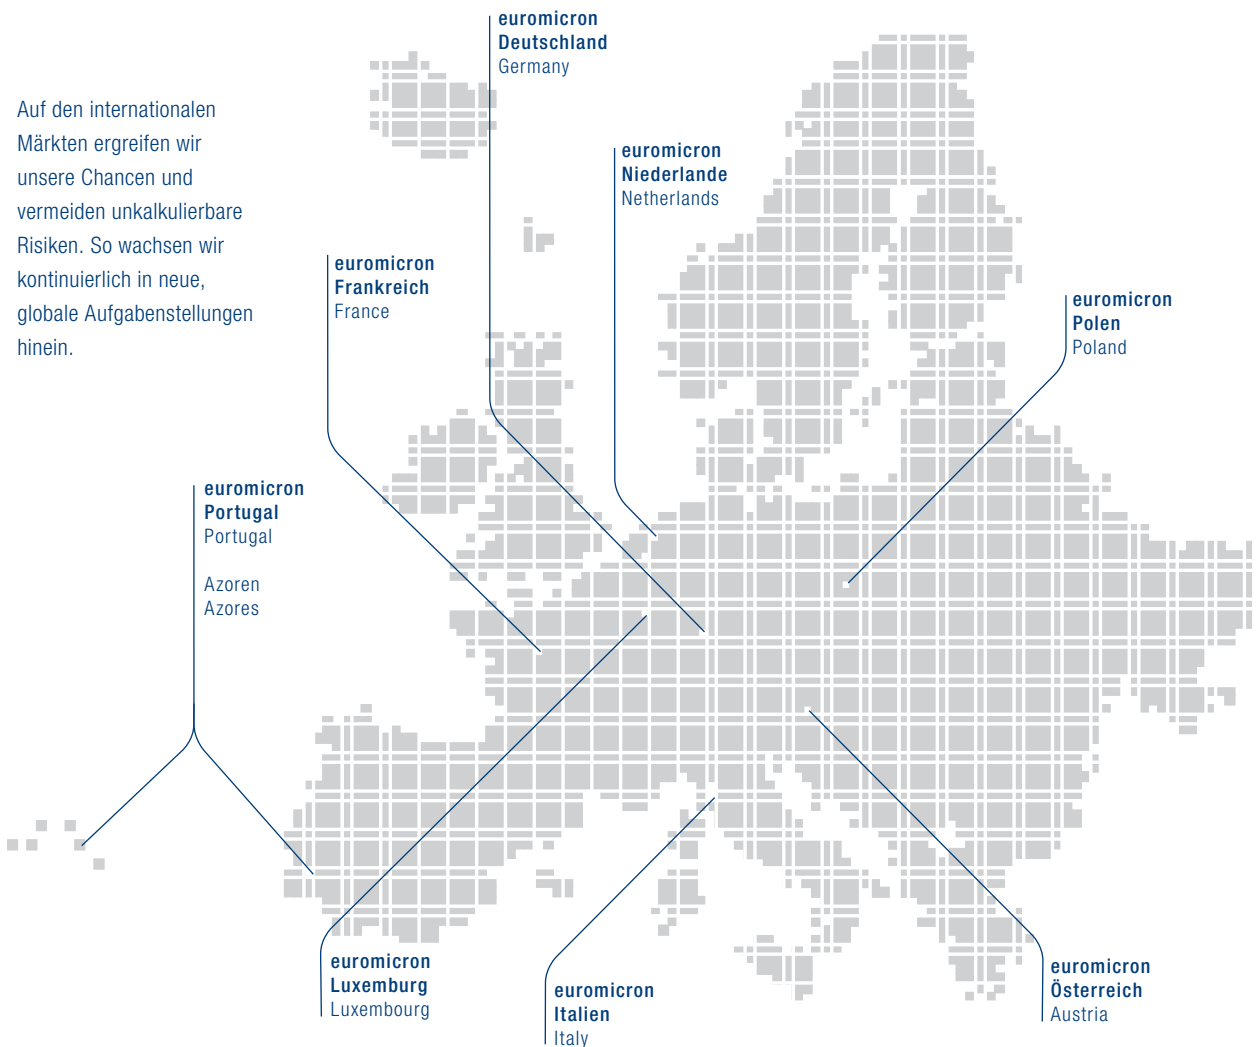 euromicron
Deutschland
Germany
Auf den internationalen
Märkten ergreifen wir
unsere Chancen und
vermeiden unkalkulierbare
Risiken. So wachsen wir
kontinuierlich in neue,
globale Aufgabenstellungen
hinein.
euromicron
Niederlande
Netherlands
euromicron
Frankreich
France
euromicron
Polen
Poland
euromicron
Portugal
Portugal
Azoren
Azores
euromicron
Luxemburg
Luxembourg
euromicron
Italien
Italy
euromicron
Österreich
Austria